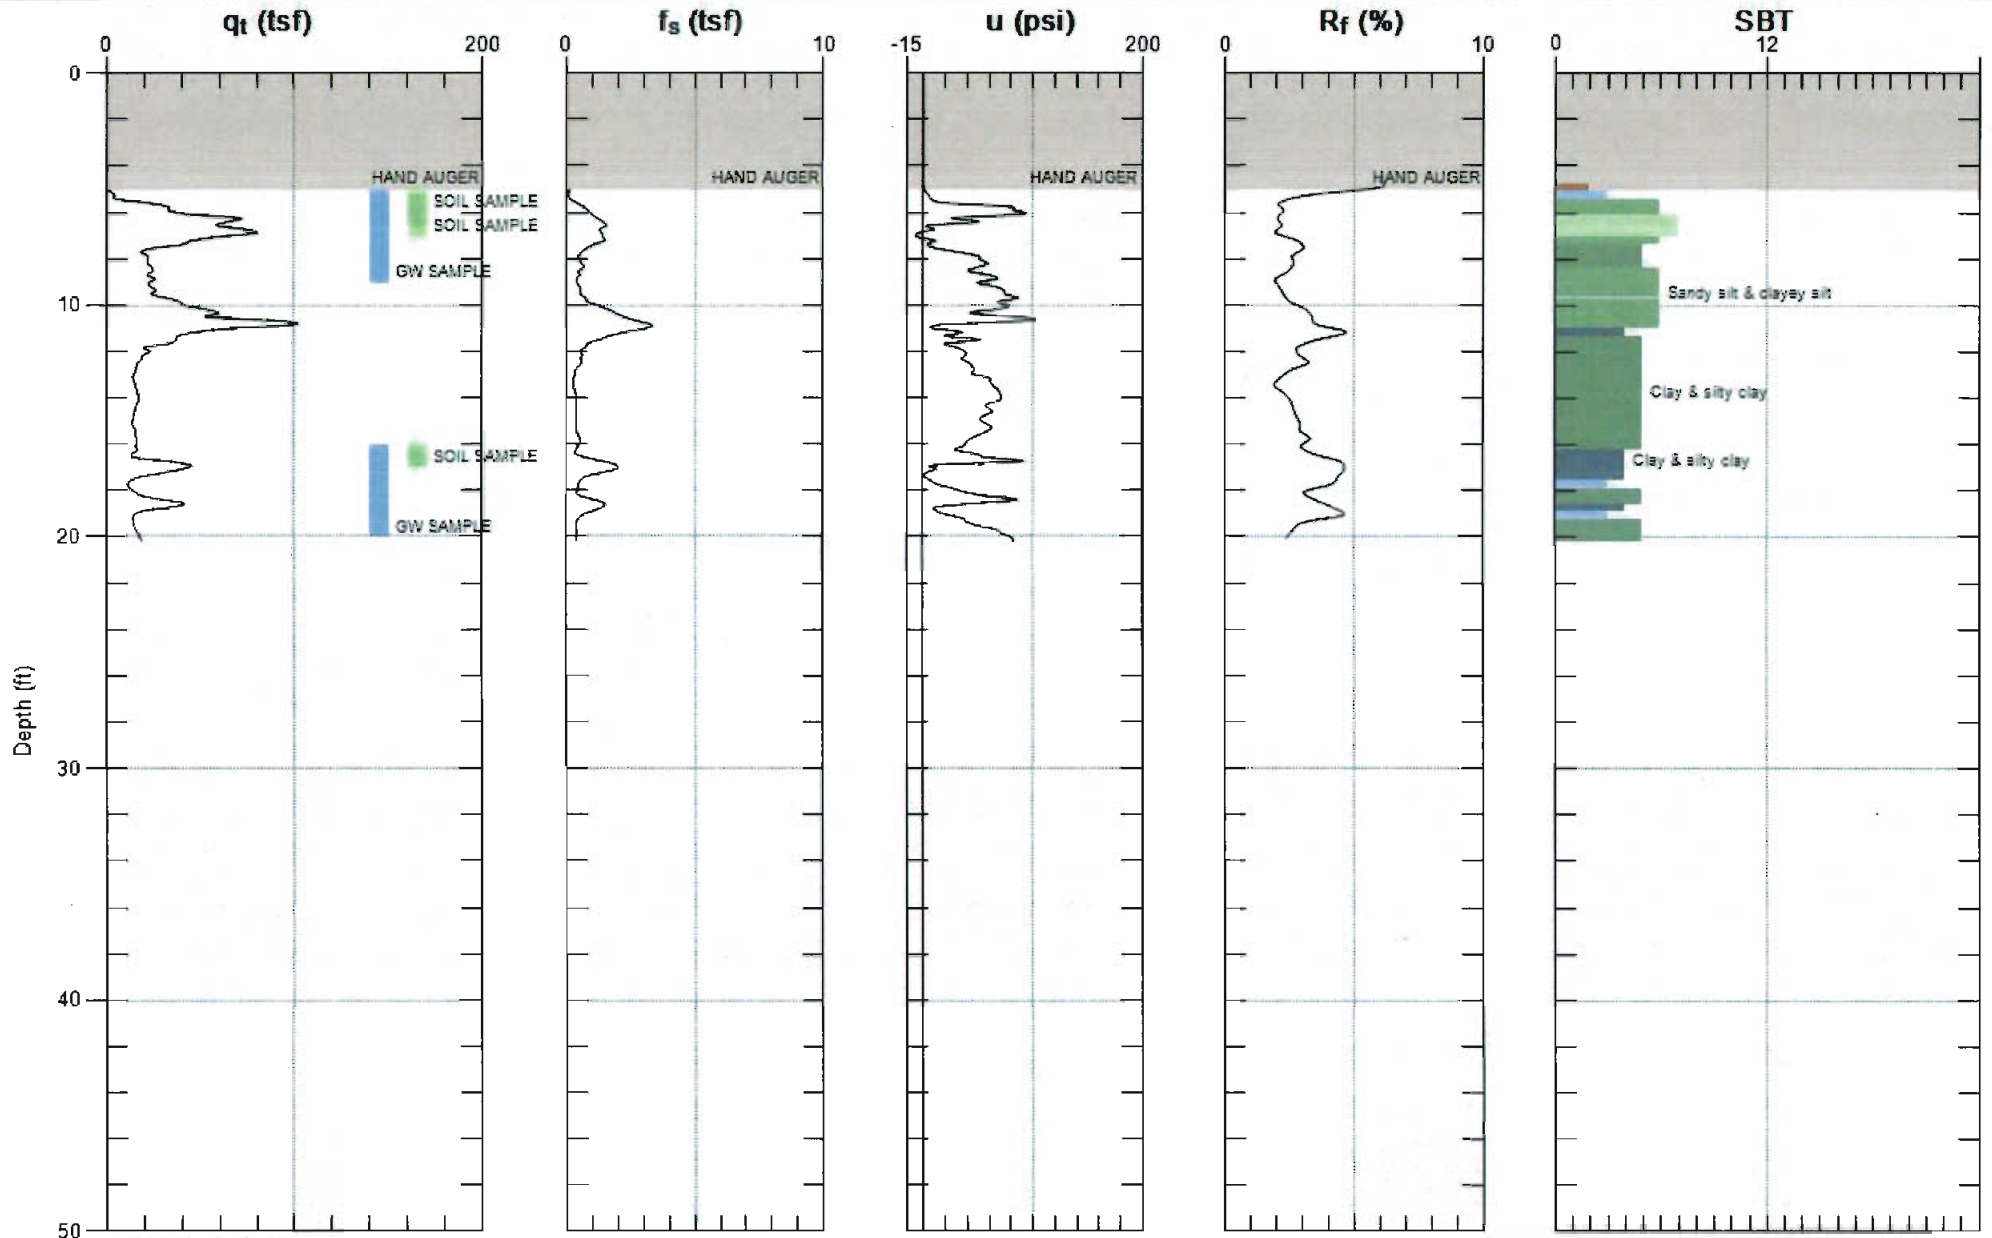 qt (tsf)
fs (tsf)
u (psi)
Rf (%)
SBT
0 200
0 10
-15 200
0 10
0 12
0
HAND AUGER
HAND AUGER
HAND AUGER
HAND AUGER
SOIL SAMPLE
SOIL SAMPLE
GW SAMPLE
10
Sandy silt & clayey silt
Clay & silty clay
SOIL SAMPLE
Clay & silty clay
GW SAMPLE
20
Depth (ft)
30
40
50